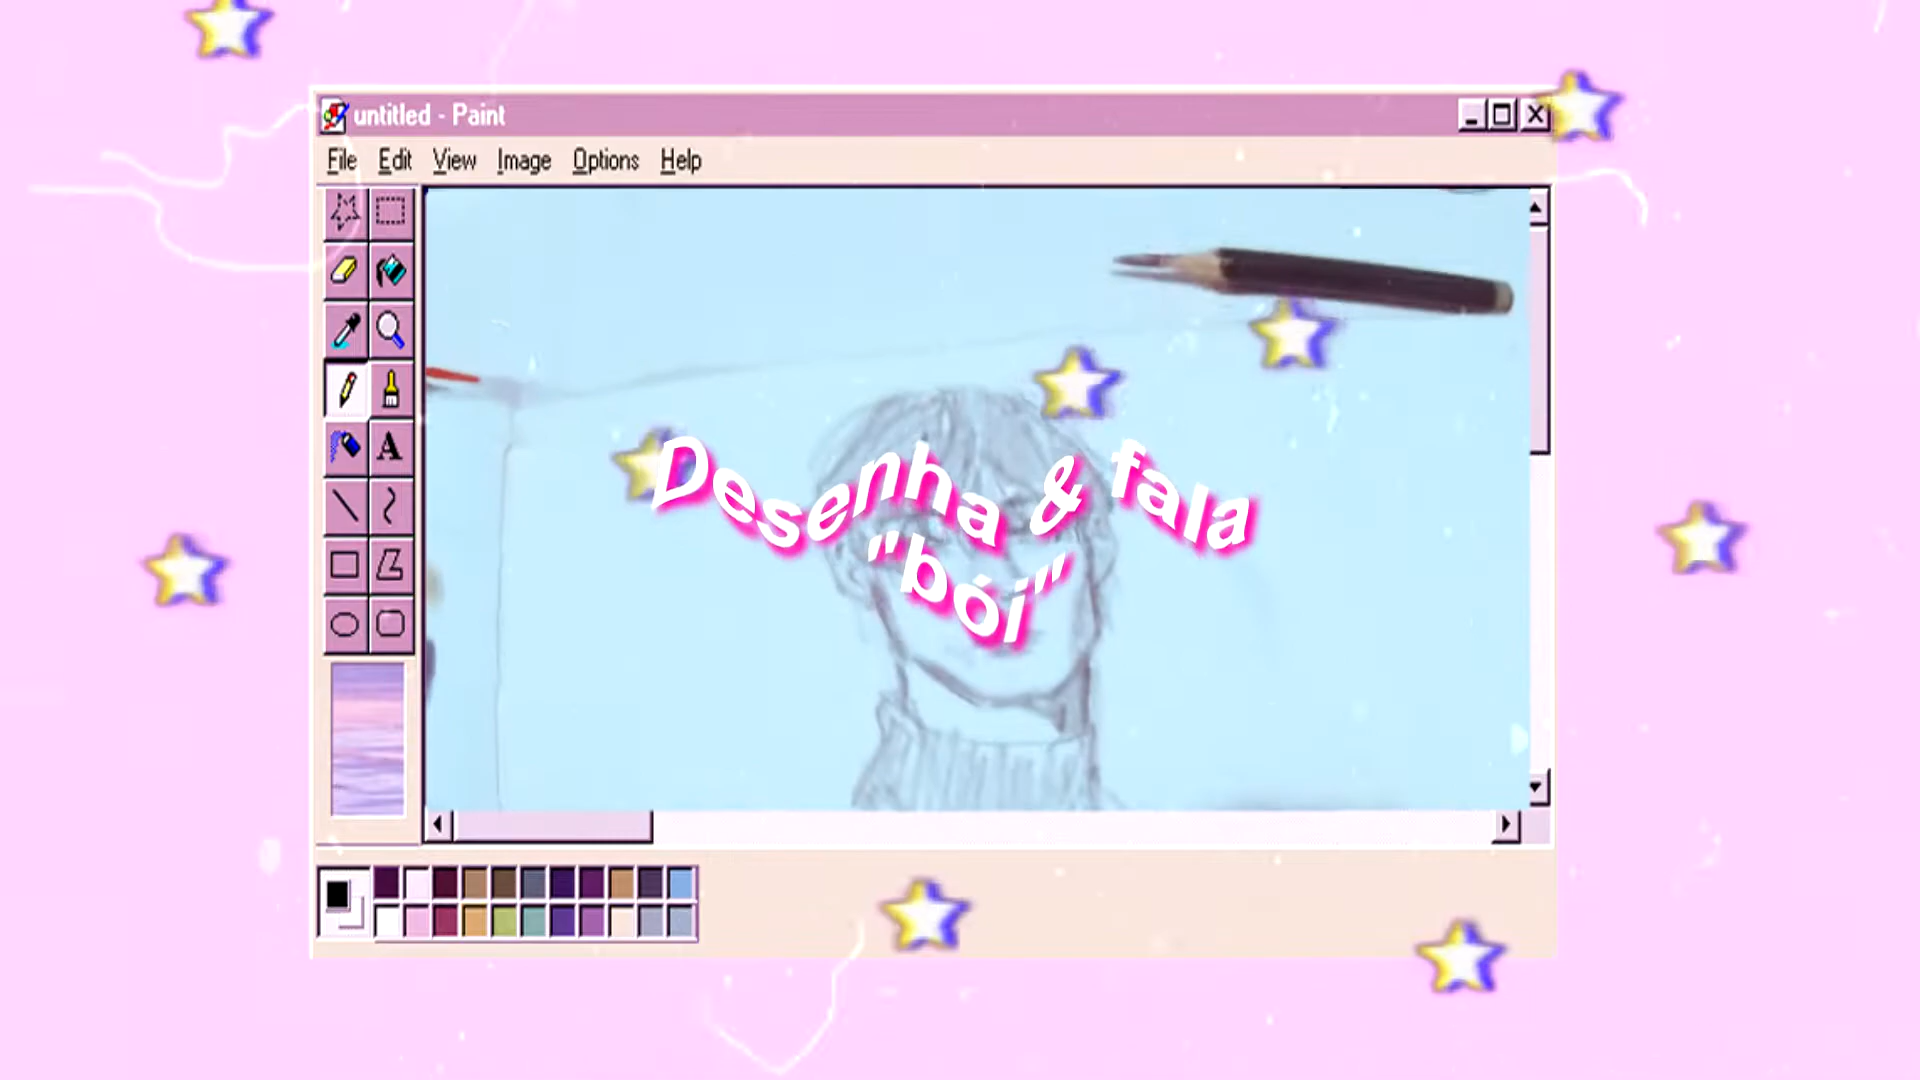 untitled - Paint
File Edit View Image Options Help
A
Desenha & fala
"bói"